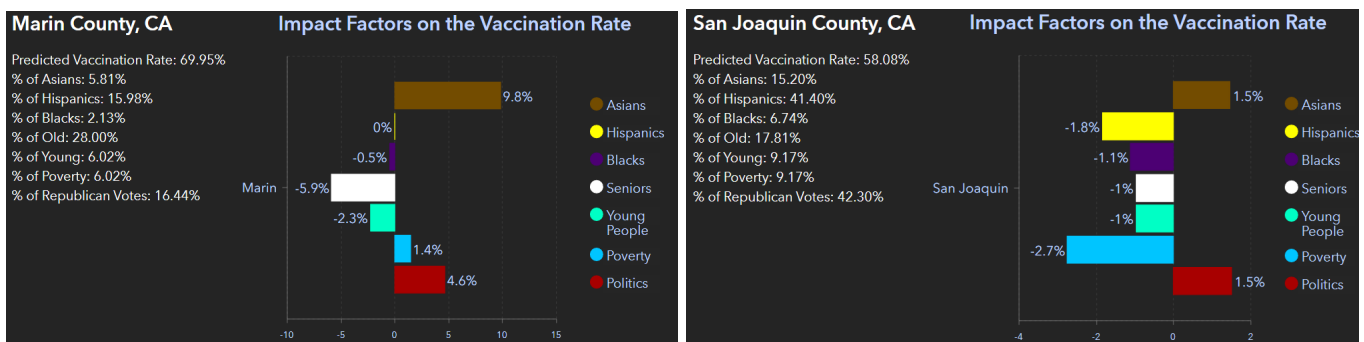 Marin County, CA
Impact Factors on the Vaccination Rate
Predicted Vaccination Rate: 69.95%
% of Asians: 5.81%
% of Hispanics: 15.98%
% of Blacks: 2.13%
% of Old: 28.00%
% of Young: 6.02%
% of Poverty: 6.02%
% of Republican Votes: 16.44%
9.8%
0%
-0.5%
Marin
-5.9%
-2.3%
1.4%
4.6%
-10 -5 0 5 10 15
Asians
Hispanics
Blacks
Seniors
Young
People
Poverty
Politics
San Joaquin County, CA
Impact Factors on the Vaccination Rate
Predicted Vaccination Rate: 58.08%
% of Asians: 15.20%
% of Hispanics: 41.40%
% of Blacks: 6.74%
% of Old: 17.81%
% of Young: 9.17%
% of Poverty: 9.17%
% of Republican Votes: 42.30%
1.5%
-1.8%
-1.1%
San Joaquin
-1%
-1%
-2.7%
1.5%
-4 -2 0 2
Asians
Hispanics
Blacks
Seniors
Young
People
Poverty
Politics